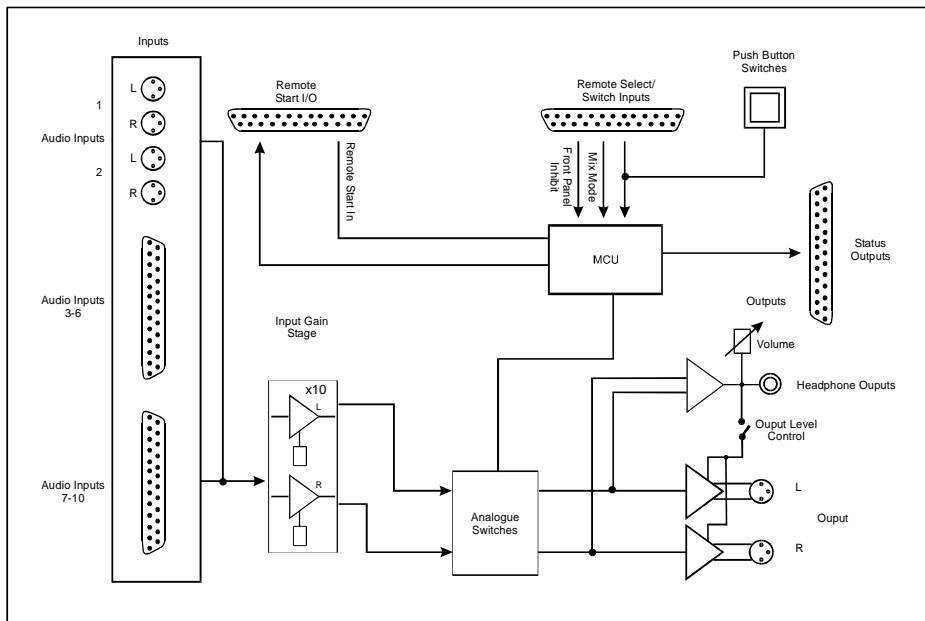 Inputs
L
1
R
Audio Inputs
L
2
R
Audio Inputs
3-6
Audio Inputs
7-10
Remote
Start I/O
Remote Start In
Remote Select/
Switch Inputs
Front Panel
Inhibit
Mix Mode
Push Button
Switches
MCU
Status
Outputs
Input Gain
Stage
x10
L
R
Analogue
Switches
Outputs
Volume
Headphone Ouputs
Ouput Level
Control
L
Ouput
R